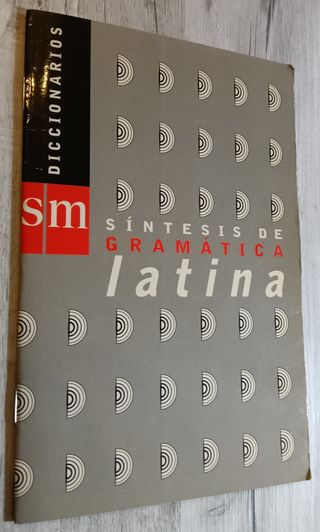 DICCIONARIOS
sm
SÍNTESIS DE
GRAMÁTICA
latina